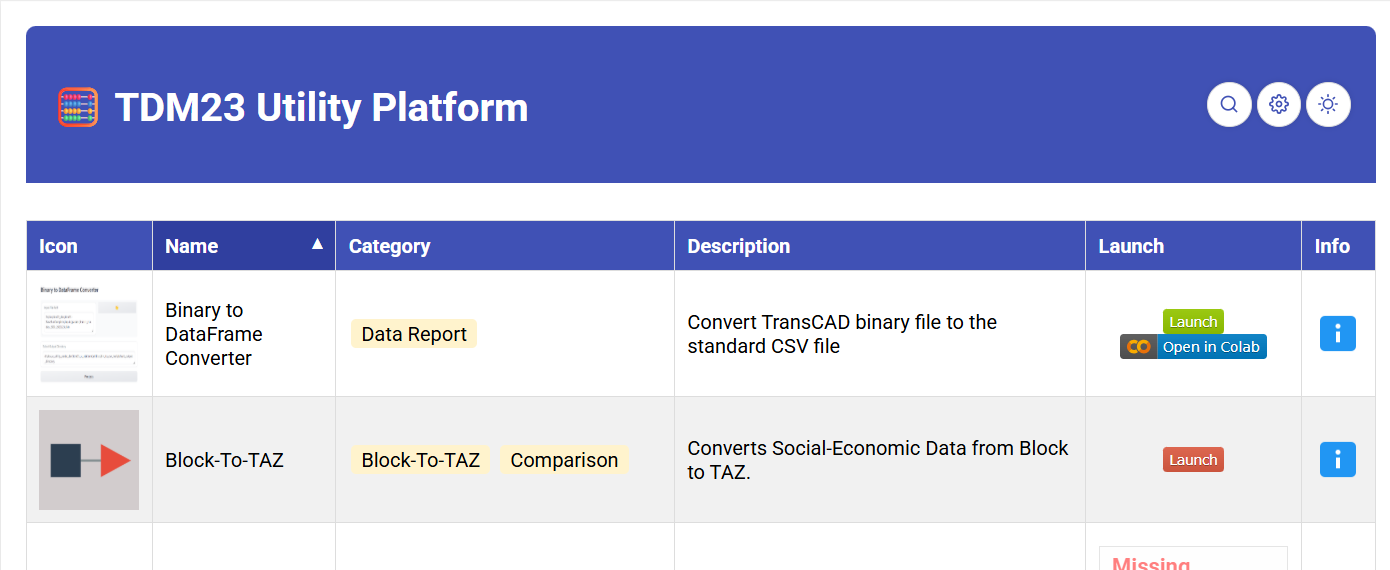 TDM23 Utility Platform
Icon Name ▲ Category Description Launch Info
Binary to DataFrame Converter
Binary to
DataFrame
Converter
Data Report
Convert TransCAD binary file to the
standard CSV file
Launch
Open in Colab
Block-To-TAZ
Block-To-TAZ Comparison
Converts Social-Economic Data from Block
to TAZ.
Launch
Missing